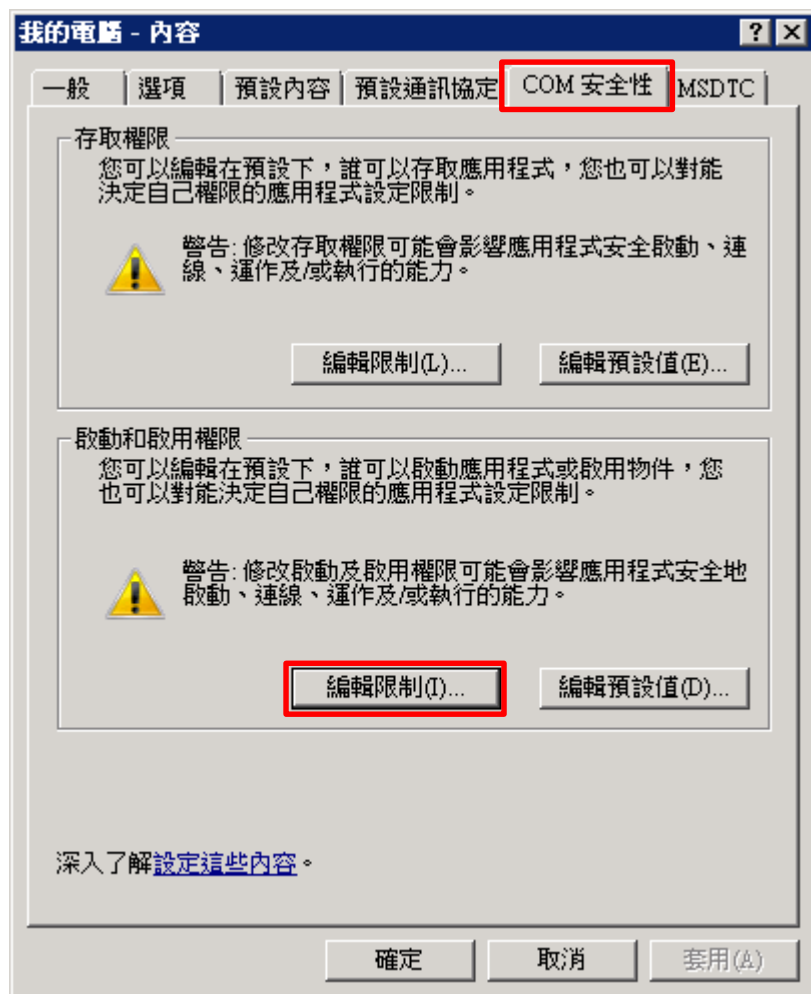 我的電腦 - 內容
一般
選項
預設內容
預設通訊協定
COM 安全性
MSDTC
存取權限
您可以編輯在預設下，誰可以存取應用程式，您也可以對能
決定自己權限的應用程式設定限制。
警告: 修改存取權限可能會影響應用程式安全啟動、連
線、運作及/或執行的能力。
編輯限制(L)...
編輯預設值(E)...
啟動和啟用權限
您可以編輯在預設下，誰可以啟動應用程式或啟用物件，您
也可以對能決定自己權限的應用程式設定限制。
警告: 修改啟動及啟用權限可能會影響應用程式安全地
啟動、連線、運作及/或執行的能力。
編輯限制(I)...
編輯預設值(D)...
深入了解設定這些內容。
確定
取消
套用(A)